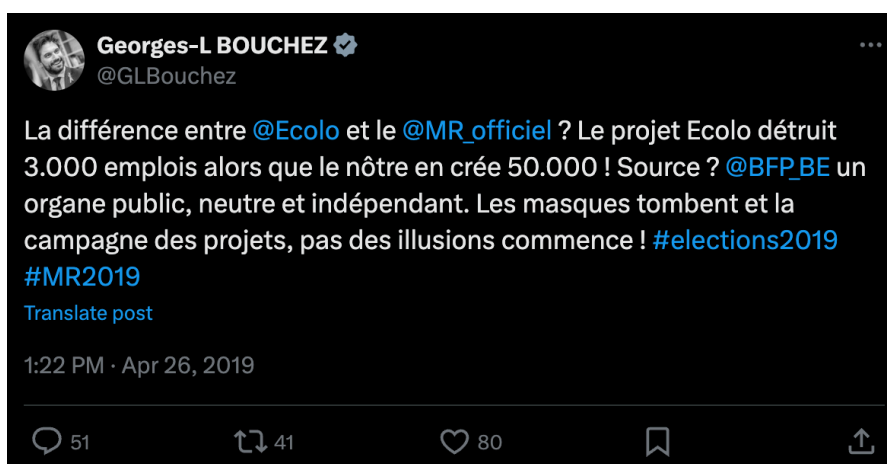 Georges-L BOUCHEZ
@GLBouchez
La différence entre @Ecolo et le @MR_officiel ? Le projet Ecolo détruit
3.000 emplois alors que le nôtre en crée 50.000 ! Source ? @BFP_BE un
organe public, neutre et indépendant. Les masques tombent et la
campagne des projets, pas des illusions commence ! #elections2019
#MR2019
Translate post
1:22 PM · Apr 26, 2019
51 41 80